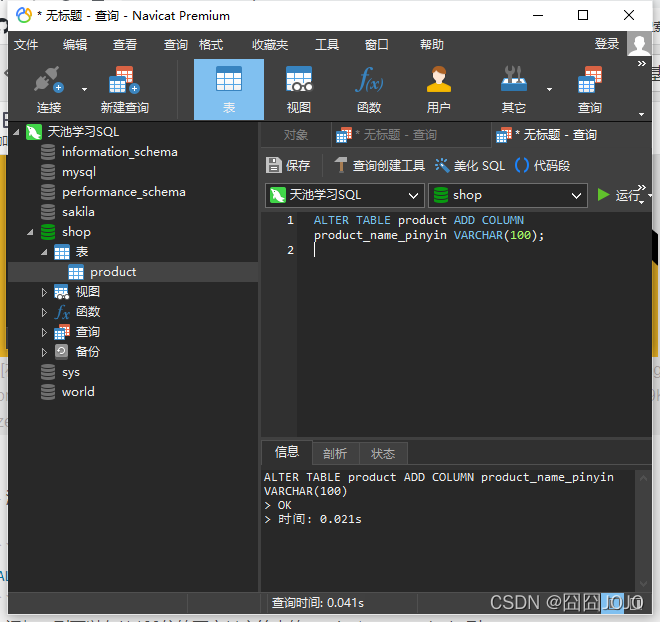 * 无标题 - 查询 - Navicat Premium
文件 编辑 查看 查询 格式 收藏夹 工具 窗口 帮助 登录
连接 新建查询 表 视图 函数 用户 其它 查询
天池学习SQL
information_schema
mysql
performance_schema
sakila
shop
表
product
视图
函数
查询
备份
sys
world
对象 * 无标题 - 查询 * 无标题 - 查询
保存 查询创建工具 美化 SQL () 代码段
天池学习SQL shop 运行
1 ALTER TABLE product ADD COLUMN
product_name_pinyin VARCHAR(100);
2
信息 剖析 状态
ALTER TABLE product ADD COLUMN product_name_pinyin
VARCHAR(100)
> OK
> 时间: 0.021s
查询时间: 0.041s
CSDN @囧囧JOJO